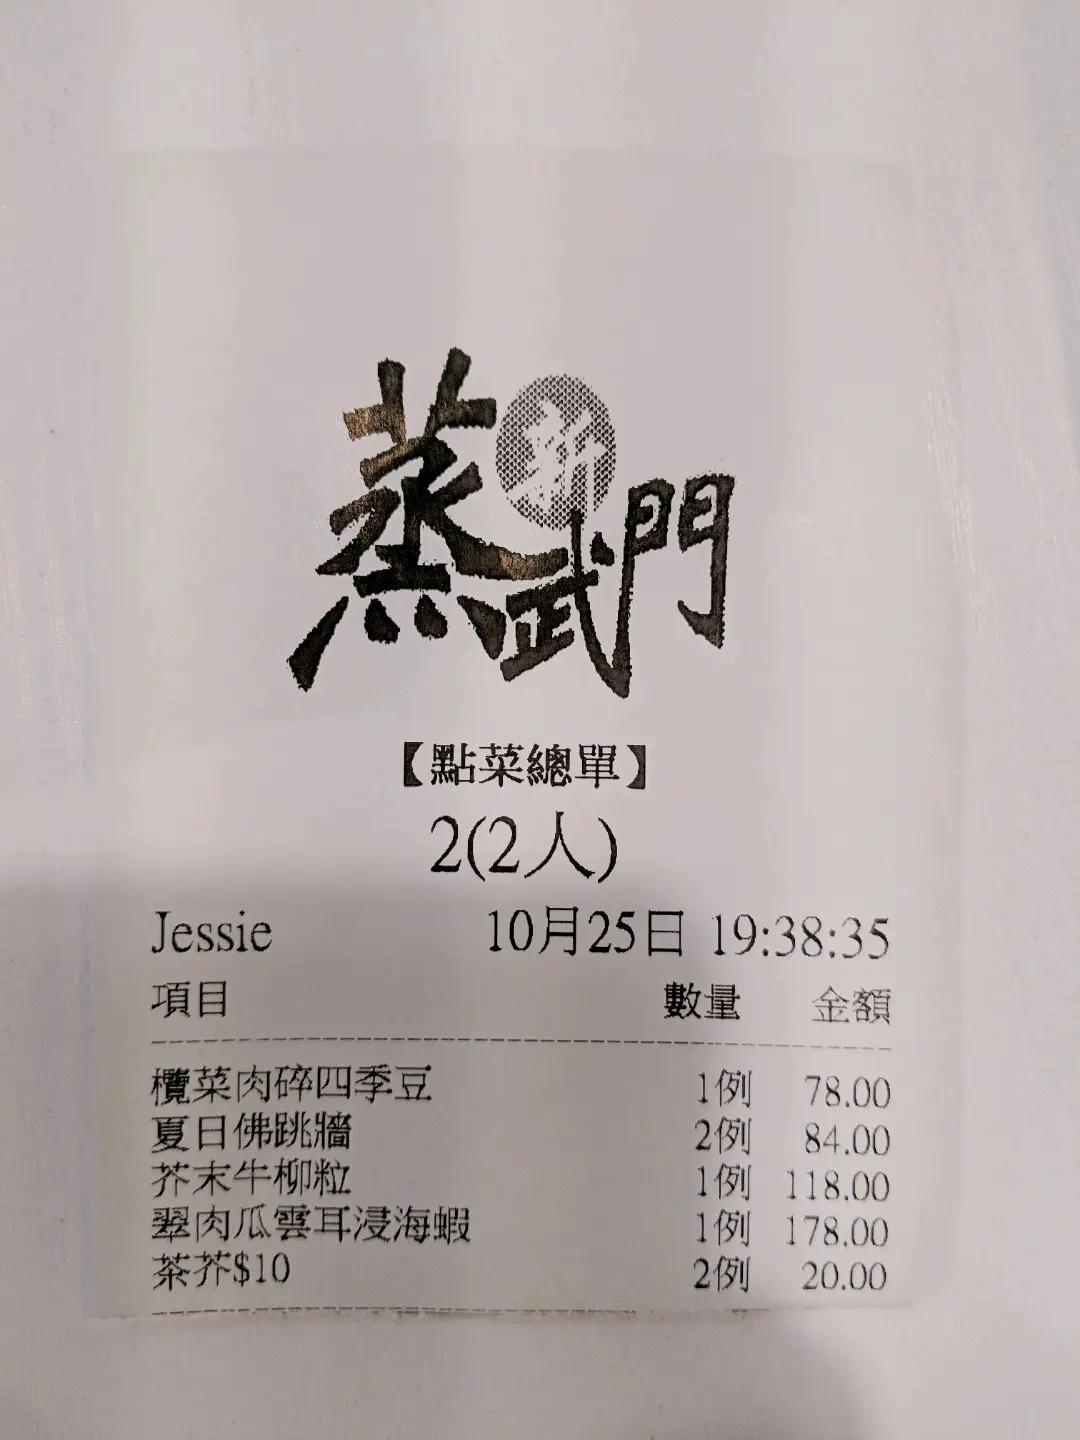 蒸新武門
【點菜總單】
2(2人)
Jessie 10月25日 19:38:35
項目 數量 金額
欖菜肉碎四季豆 1例 78.00
夏日佛跳牆 2例 84.00
芥末牛柳粒 1例 118.00
翠肉瓜雲耳浸海蝦 1例 178.00
茶芥$10 2例 20.00